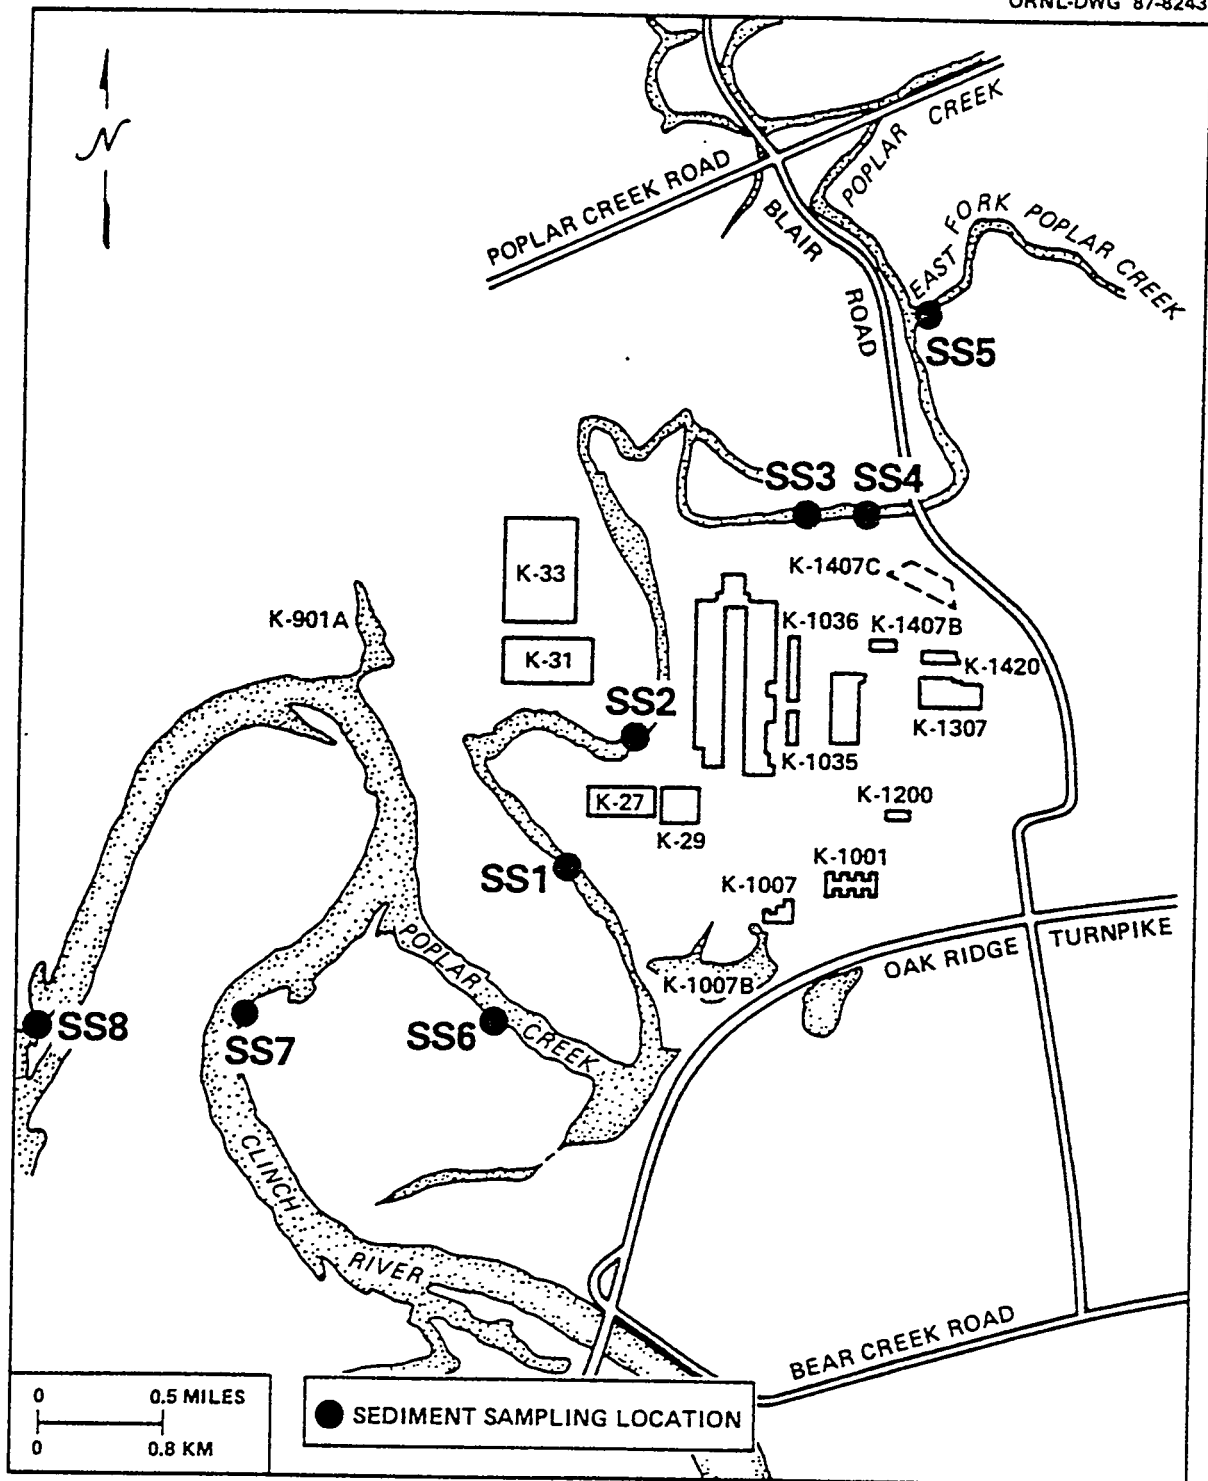 ORNL-DWG 87-8243
N
POPLAR CREEK ROAD
POPLAR CREEK
BLAIR ROAD
EAST FORK POPLAR CREEK
SS5
SS3
SS4
K-1407C
K-33
K-901A
K-1036
K-1407B
K-31
K-1420
SS2
K-1307
K-1035
K-27
K-1200
K-29
SS1
K-1001
K-1007
POPLAR CREEK
OAK RIDGE TURNPIKE
K-1007B
SS8
SS7
SS6
CLINCH RIVER
BEAR CREEK ROAD
0 0.5 MILES
0 0.8 KM
SEDIMENT SAMPLING LOCATION